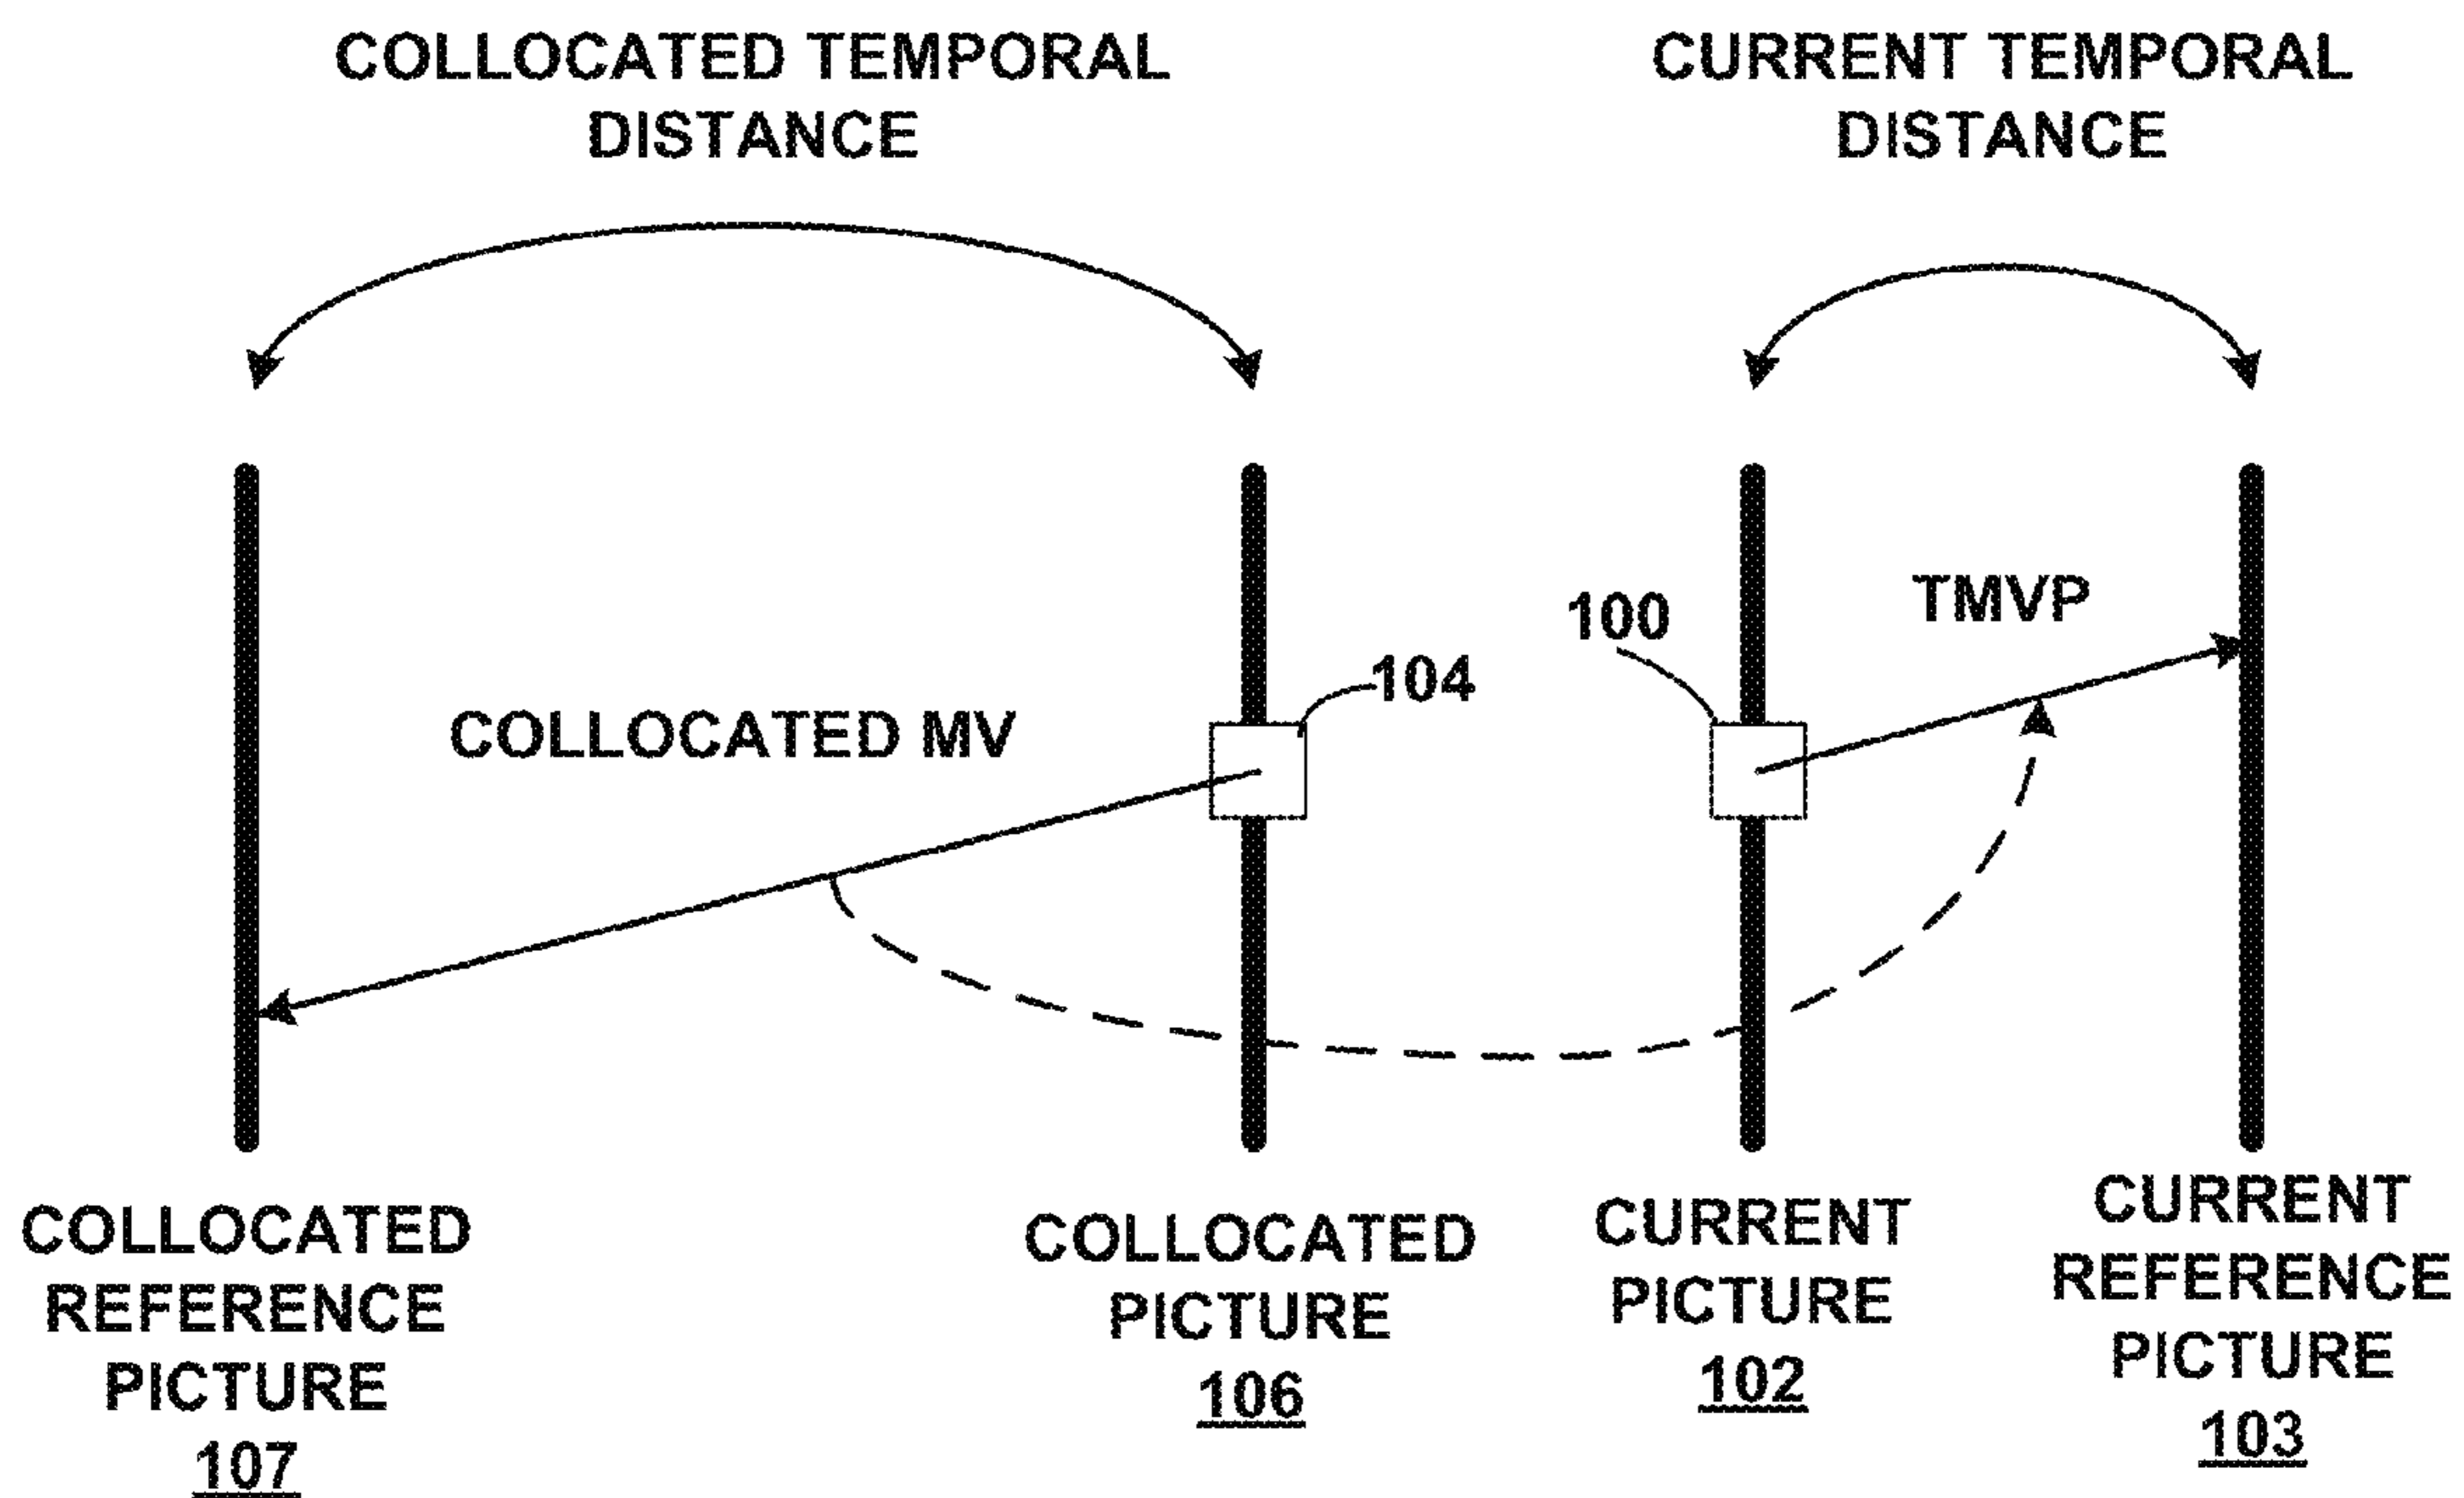 COLLOCATED TEMPORAL
DISTANCE
CURRENT TEMPORAL
DISTANCE
TMVP
100
104
COLLOCATED MV
COLLOCATED
REFERENCE
PICTURE
107
COLLOCATED
PICTURE
106
CURRENT
PICTURE
102
CURRENT
REFERENCE
PICTURE
103